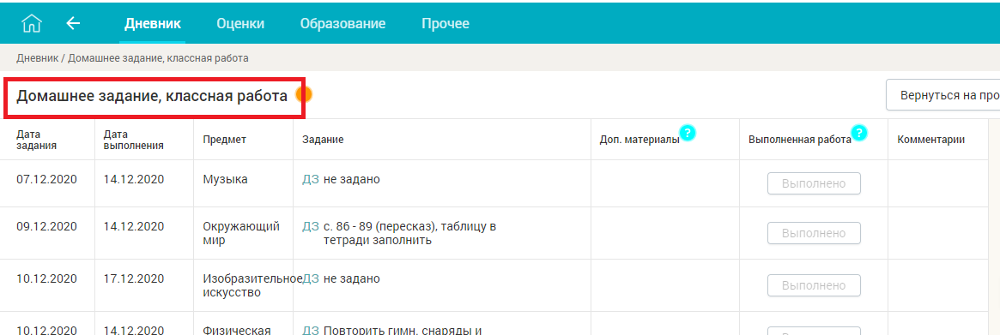 Дневник Оценки Образование Прочее
Дневник / Домашнее задание, классная работа
Домашнее задание, классная работа
Вернуться на про
Дата задания Дата выполнения Предмет Задание Доп. материалы ? Выполненная работа ? Комментарии
07.12.2020 14.12.2020 Музыка ДЗ не задано Выполнено
09.12.2020 14.12.2020 Окружающий мир ДЗ с. 86 - 89 (пересказ), таблицу в тетради заполнить Выполнено
10.12.2020 17.12.2020 Изобразительное искусство ДЗ не задано Выполнено
10.12.2020 14.12.2020 Физическая ДЗ Повторить гимн. снаряды и Выполнено